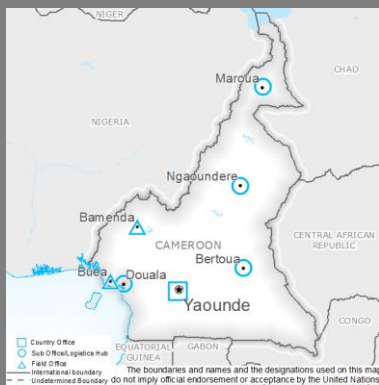 NIGER
Maroua
CHAD
NIGERIA
Ngaoundere
Bamenda
CAMEROON
CENTRAL AFRICAN
REPUBLIC
Bertoua
Buea
Douala
Yaounde
CONGO
Country Office
Sub Office/Logistics Hub
Field Office
International boundary
Undetermined Boundary
EQUATORIAL
GUINEA
GABON
The boundaries and names and the designations used on this map
do not imply official endorsement or acceptance by the United Nations